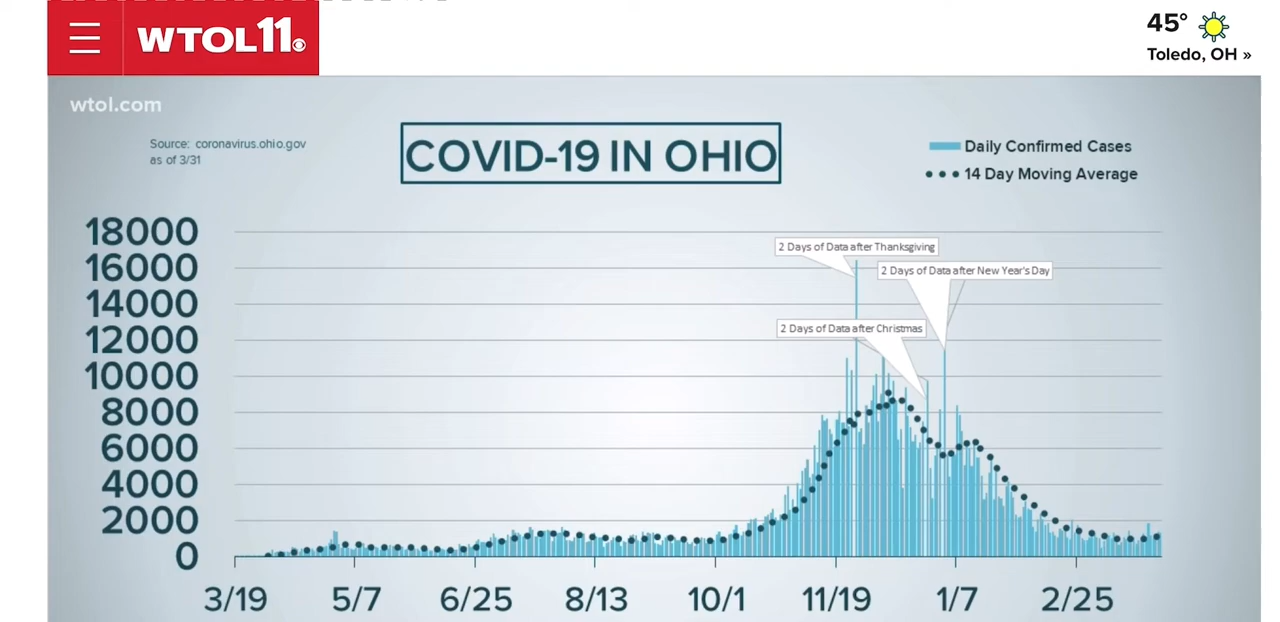 WTOL11
45°
Toledo, OH »
wtol.com
Source: coronavirus.ohio.gov
as of 3/31
COVID-19 IN OHIO
Daily Confirmed Cases
14 Day Moving Average
18000
16000
14000
12000
10000
8000
6000
4000
2000
0
2 Days of Data after Thanksgiving
2 Days of Data after New Year's Day
2 Days of Data after Christmas
3/19 5/7 6/25 8/13 10/1 11/19 1/7 2/25